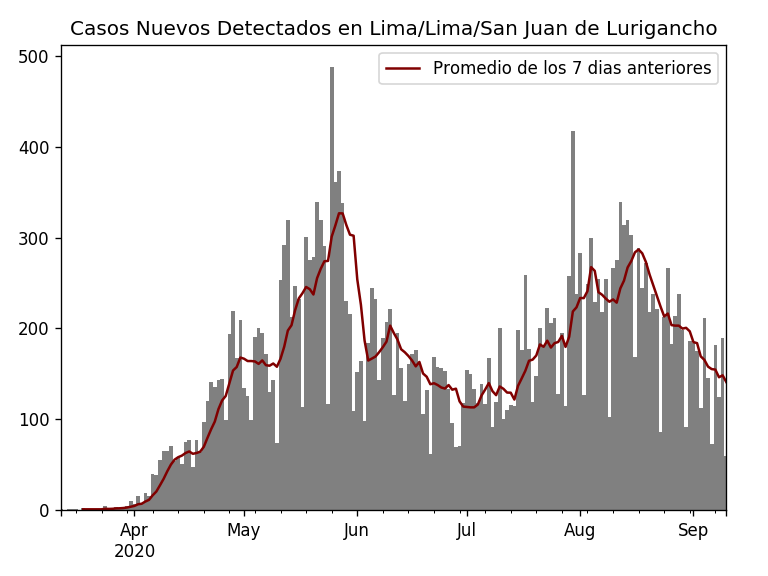 Casos Nuevos Detectados en Lima/Lima/San Juan de Lurigancho
Promedio de los 7 dias anteriores
500
400
300
200
100
0
Apr May Jun Jul Aug Sep
2020